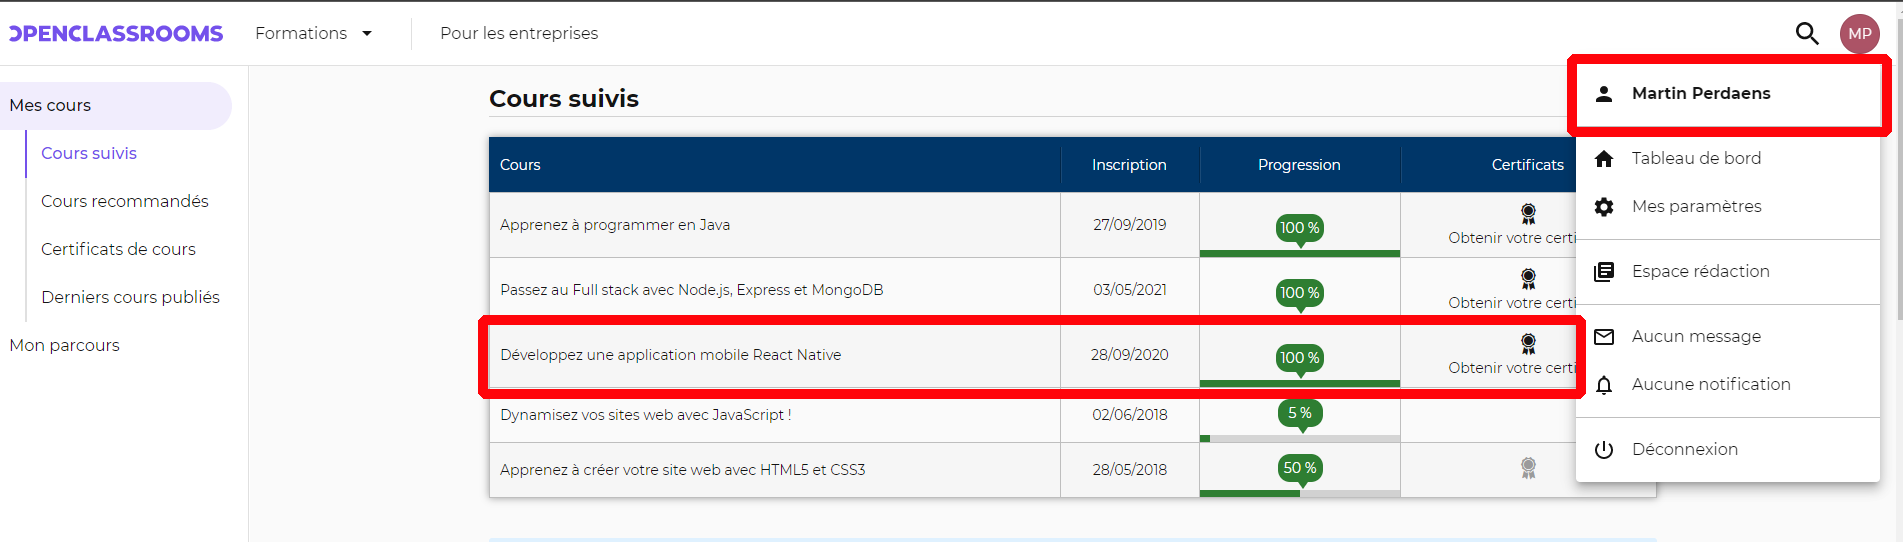 OPENCLASSROOMS
Formations
Pour les entreprises
MP
Mes cours
Cours suivis
Cours recommandés
Certificats de cours
Derniers cours publiés
Mon parcours
Cours suivis
Cours Inscription Progression Certificats
Apprenez à programmer en Java 27/09/2019 100 % Obtenir votre certi
Passez au Full stack avec Node.js, Express et MongoDB 03/05/2021 100 % Obtenir votre certi
Développez une application mobile React Native 28/09/2020 100 % Obtenir votre certi
Dynamisez vos sites web avec JavaScript ! 02/06/2018 5 %
Apprenez à créer votre site web avec HTML5 et CSS3 28/05/2018 50 %
Martin Perdaens
Tableau de bord
Mes paramètres
Espace rédaction
Aucun message
Aucune notification
Déconnexion